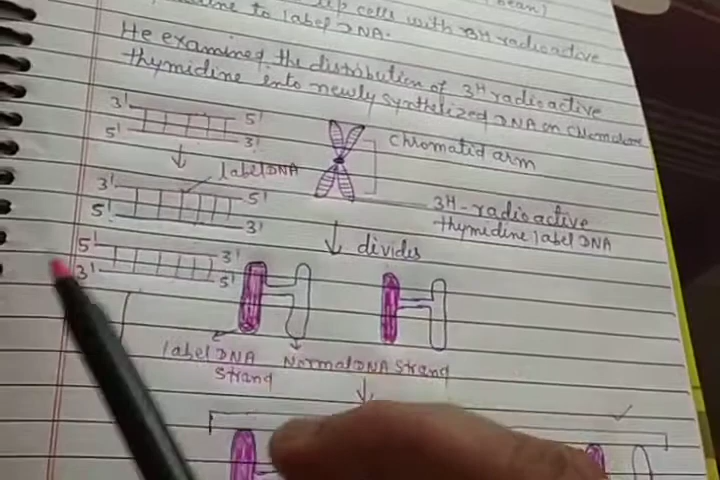 (bean)
cells with 3H radioactive
to label DNA.
He examined the distribution of 3H radioactive
thymidine into newly synthelized DNA on chromosome
3' 5'
5' 3'
chromatid arm
label DNA
3' 5'
5' 3'
3H-radioactive
thymidine label DNA
divides
5' 3'
3' 5'
label DNA
Strand
Normal DNA Strand